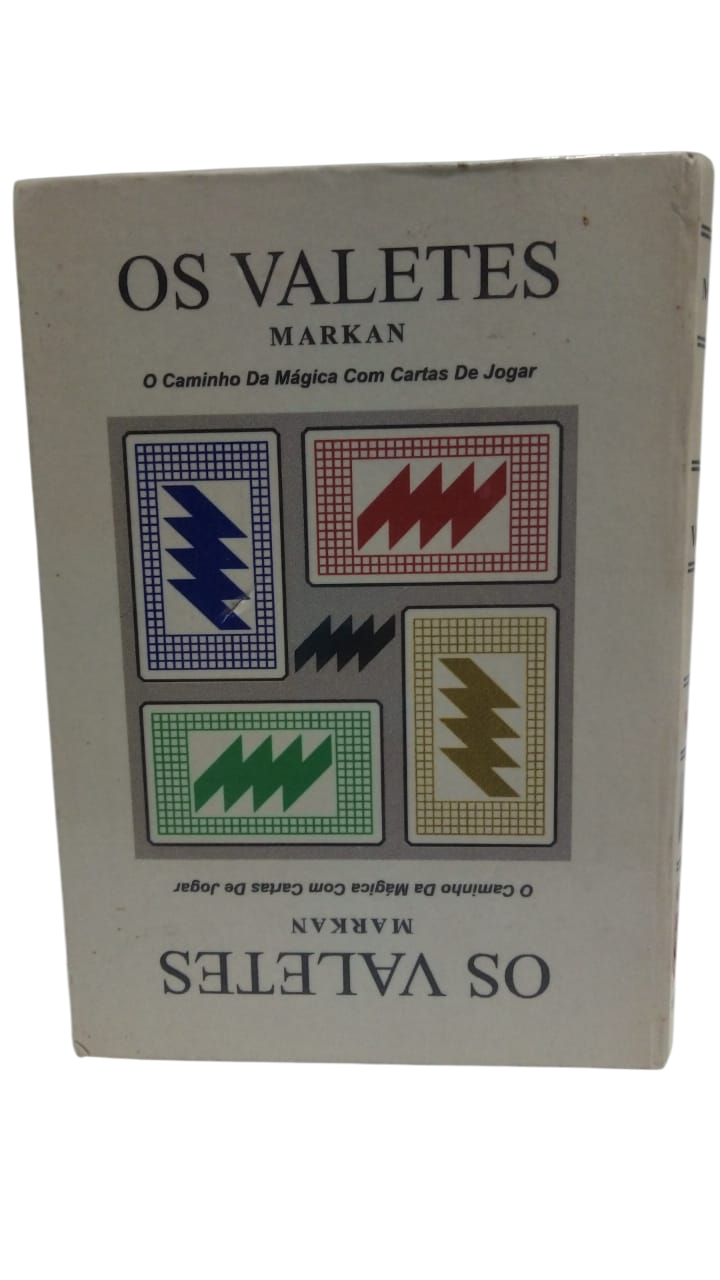 OS VALETES
MARKAN
O Caminho Da Mágica Com Cartas De Jogar
O Caminho Da Mágica Com Cartas De Jogar
MARKAN
OS VALETES